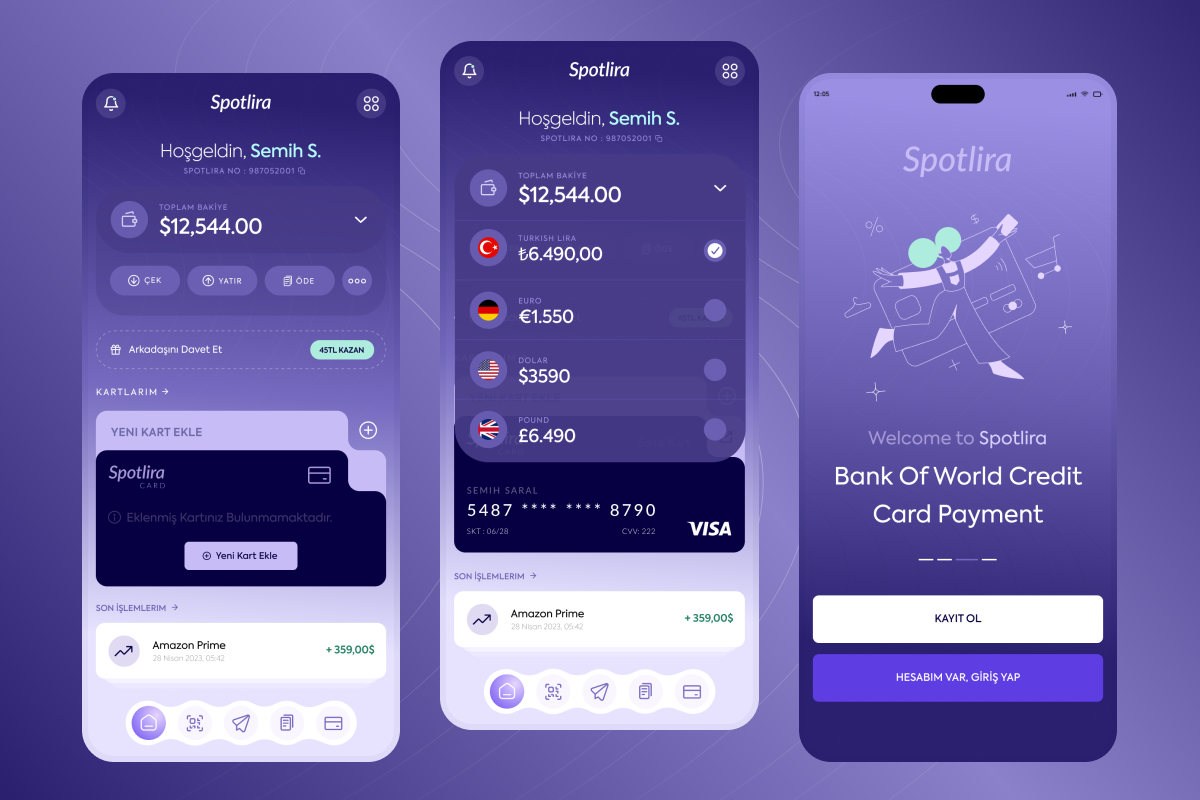 Spotlira
Hoşgeldin, Semih S.
SPOTLIRA NO : 987052001
TOPLAM BAKİYE
$12,544.00
ÇEK
YATIR
ÖDE
Arkadaşını Davet Et
45TL KAZAN
KARTLARIM →
YENI KART EKLE
Spotlira
CARD
Eklenmiş Kartınız Bulunmamaktadır.
Yeni Kart Ekle
SON İŞLEMLERIM →
Amazon Prime
28 Nisan 2023, 05:42
+ 359,00$
Spotlira
Hoşgeldin, Semih S.
SPOTLIRA NO : 987052001
TOPLAM BAKİYE
$12,544.00
TURKISH LIRA
₺6.490,00
EURO
€1.550
DOLAR
$3590
POUND
£6.490
SEMIH SARAL
5487 **** **** 8790
SKT : 06/28
CVV: 222
VISA
SON İŞLEMLERIM →
Amazon Prime
28 Nisan 2023, 05:42
+ 359,00$
12:05
Spotlira
%
$
Welcome to Spotlira
Bank Of World Credit
Card Payment
KAYIT OL
HESABIM VAR, GİRİŞ YAP